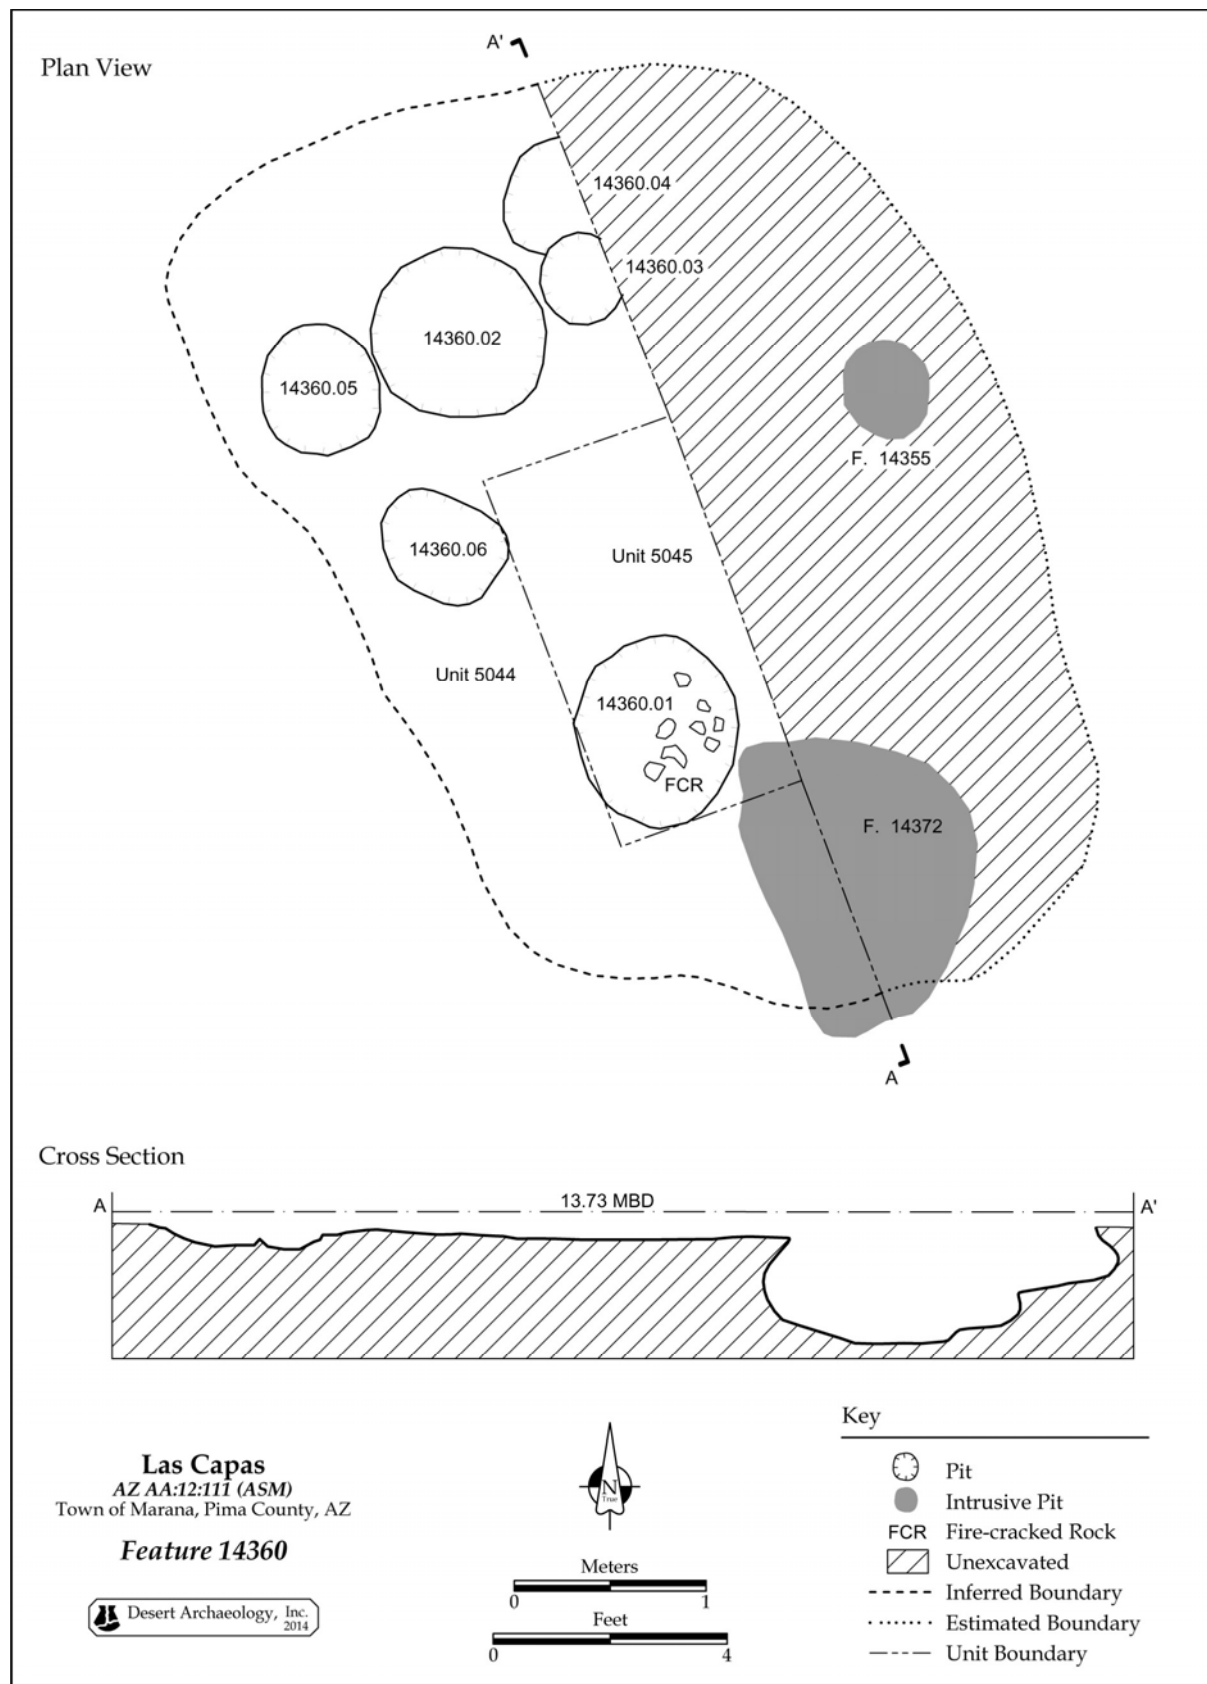 Plan View
A'
14360.04
14360.03
14360.02
14360.05
F. 14355
14360.06
Unit 5045
Unit 5044
14360.01
FCR
F. 14372
A
Cross Section
A
13.73 MBD
A'
Las Capas
AZ AA:12:111 (ASM)
Town of Marana, Pima County, AZ
Feature 14360
Desert Archaeology, Inc.
2014
N
True
Meters
0 1
Feet
0 4
Key
Pit
Intrusive Pit
FCR Fire-cracked Rock
Unexcavated
Inferred Boundary
Estimated Boundary
Unit Boundary